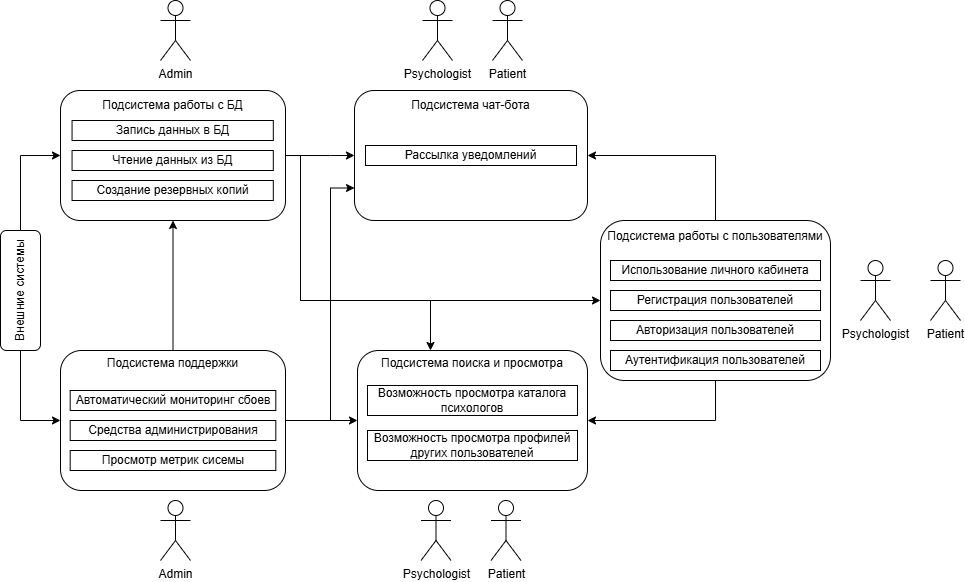 Admin
Psychologist
Patient
Подсистема работы с БД
Запись данных в БД
Чтение данных из БД
Создание резервных копий
Подсистема чат-бота
Рассылка уведомлений
Внешние системы
Подсистема работы с пользователями
Использование личного кабинета
Регистрация пользователей
Авторизация пользователей
Аутентификация пользователей
Psychologist
Patient
Подсистема поддержки
Автоматический мониторинг сбоев
Средства администрирования
Просмотр метрик сисемы
Подсистема поиска и просмотра
Возможность просмотра каталога
психологов
Возможность просмотра профилей
других пользователей
Admin
Psychologist
Patient